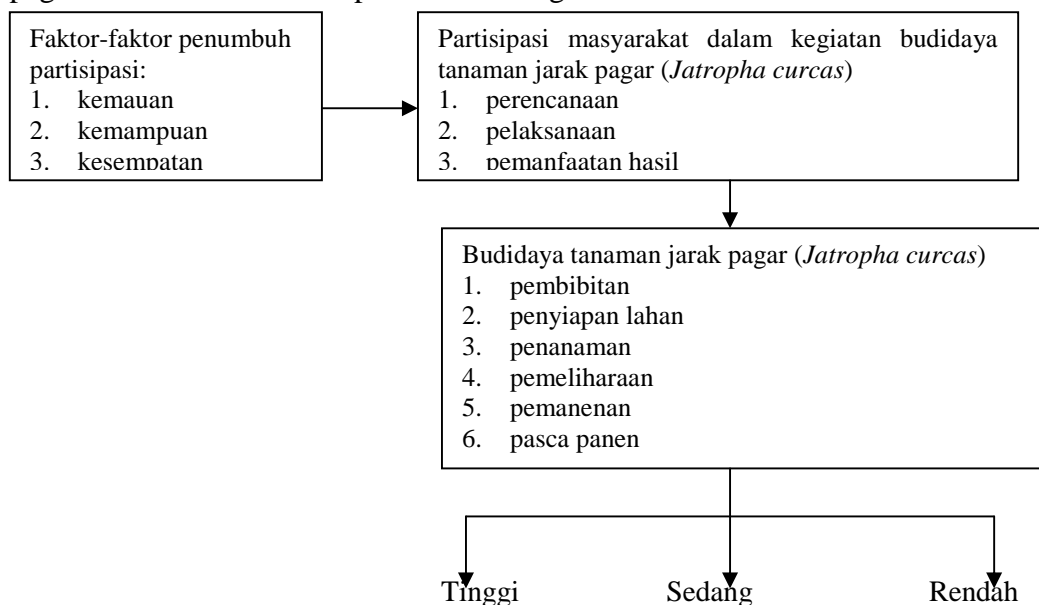 Faktor-faktor penumbuh
partisipasi:
1. kemauan
2. kemampuan
3. kesempatan
Partisipasi masyarakat dalam kegiatan budidaya
tanaman jarak pagar (Jatropha curcas)
1. perencanaan
2. pelaksanaan
3. pemanfaatan hasil
Budidaya tanaman jarak pagar (Jatropha curcas)
1. pembibitan
2. penyiapan lahan
3. penanaman
4. pemeliharaan
5. pemanenan
6. pasca panen
Tinggi Sedang Rendah